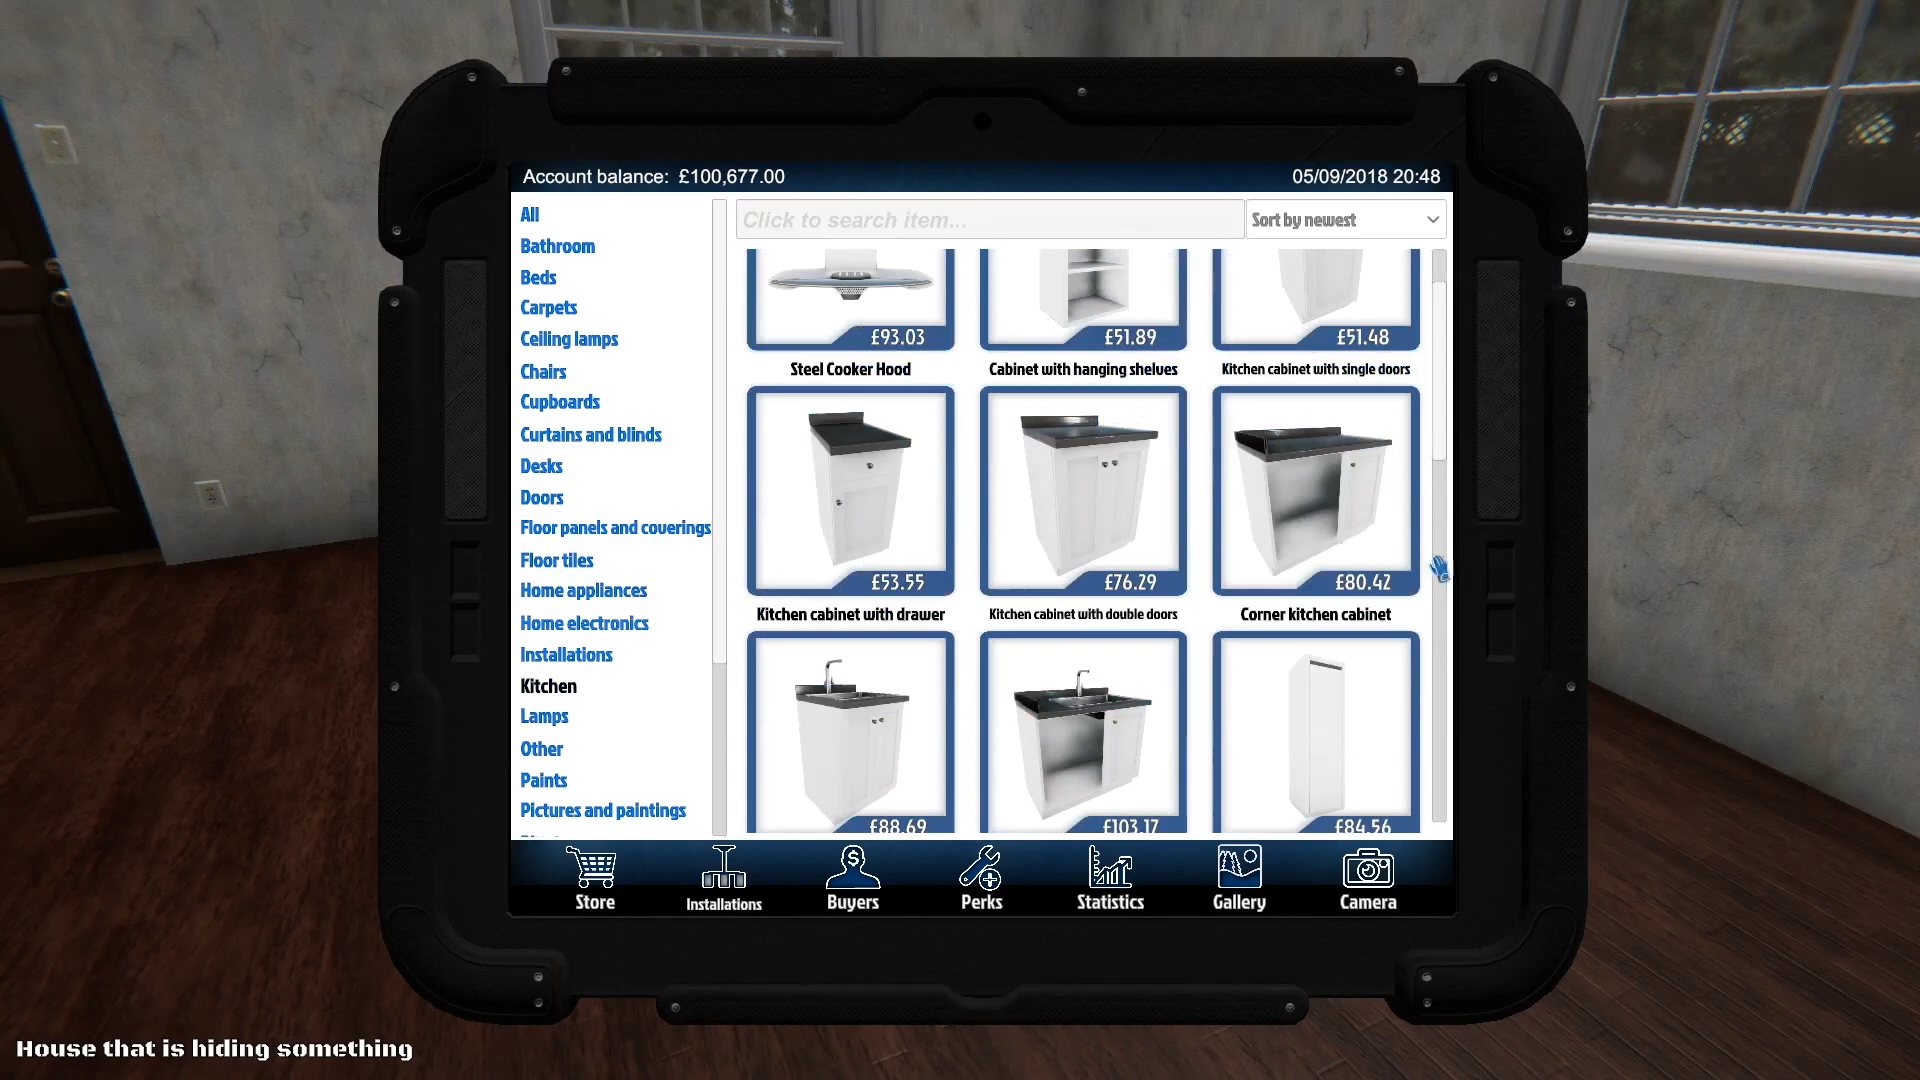 Account balance: £100,677.00
05/09/2018 20:48
All
Bathroom
Beds
Carpets
Ceiling lamps
Chairs
Cupboards
Curtains and blinds
Desks
Doors
Floor panels and coverings
Floor tiles
Home appliances
Home electronics
Installations
Kitchen
Lamps
Other
Paints
Pictures and paintings
Click to search item...
Sort by newest
£93.03
£51.89
£51.48
Steel Cooker Hood
Cabinet with hanging shelves
Kitchen cabinet with single doors
£53.55
£76.29
£80.42
Kitchen cabinet with drawer
Kitchen cabinet with double doors
Corner kitchen cabinet
£88.69
£103.17
£84.56
Store
Installations
Buyers
Perks
Statistics
Gallery
Camera
House that is hiding something